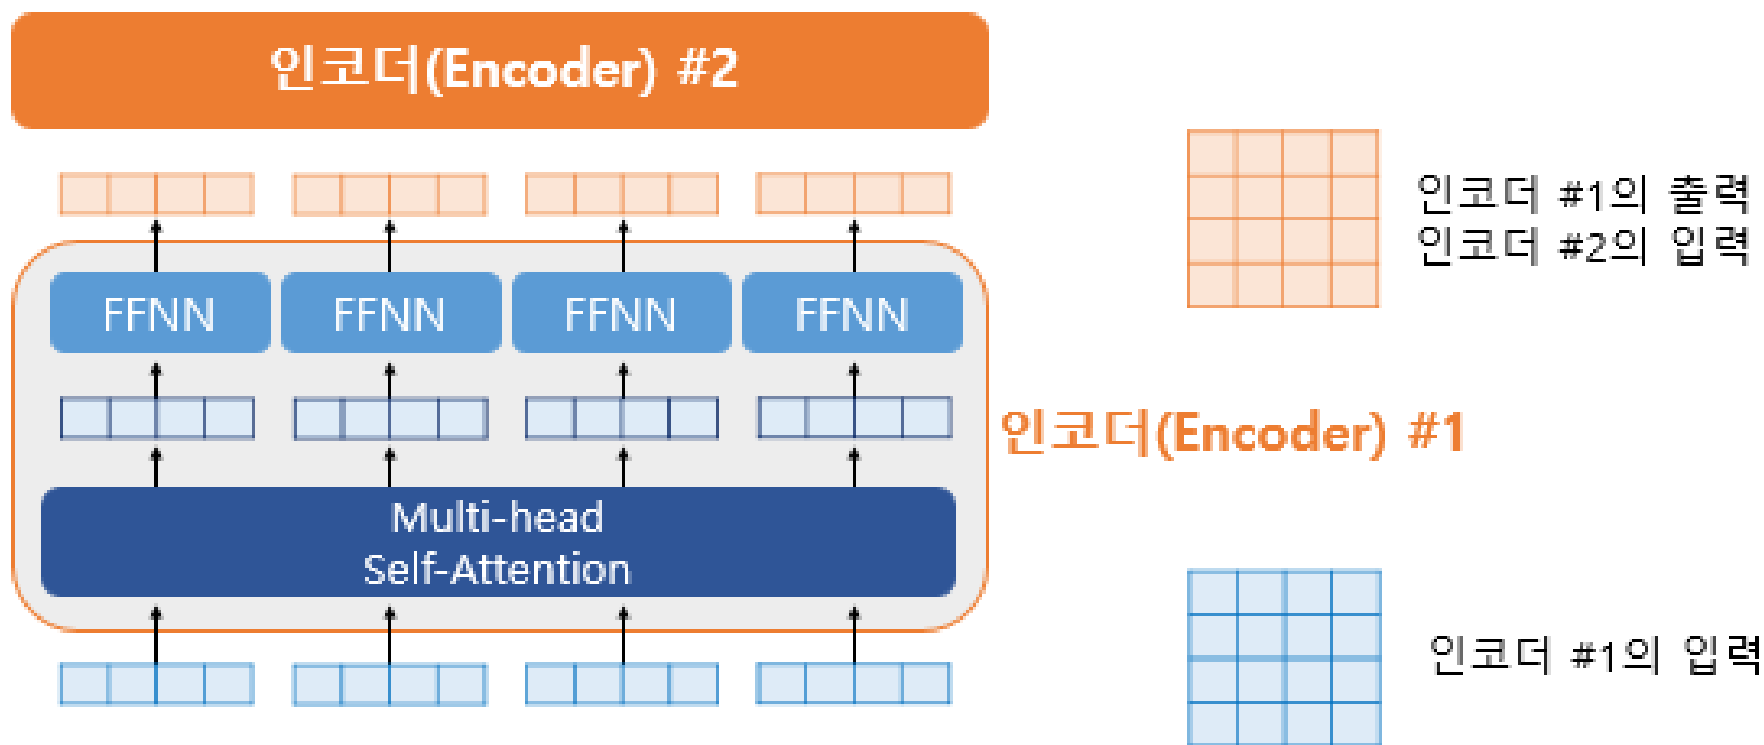 인코더(Encoder) #2
인코더 #1의 출력
인코더 #2의 입력
FFNN FFNN FFNN FFNN
인코더(Encoder) #1
Multi-head
Self-Attention
인코더 #1의 입력